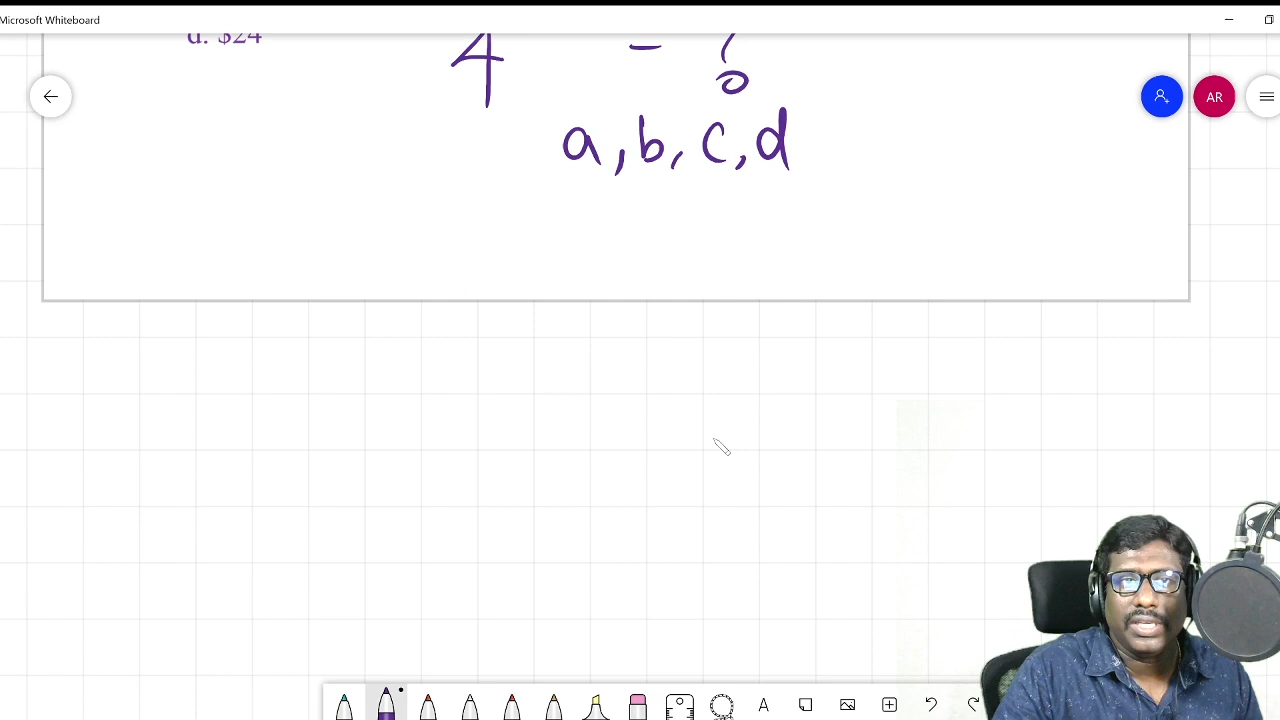 Microsoft Whiteboard
d. $24
4 - ?
a, b, c, d
AR
A